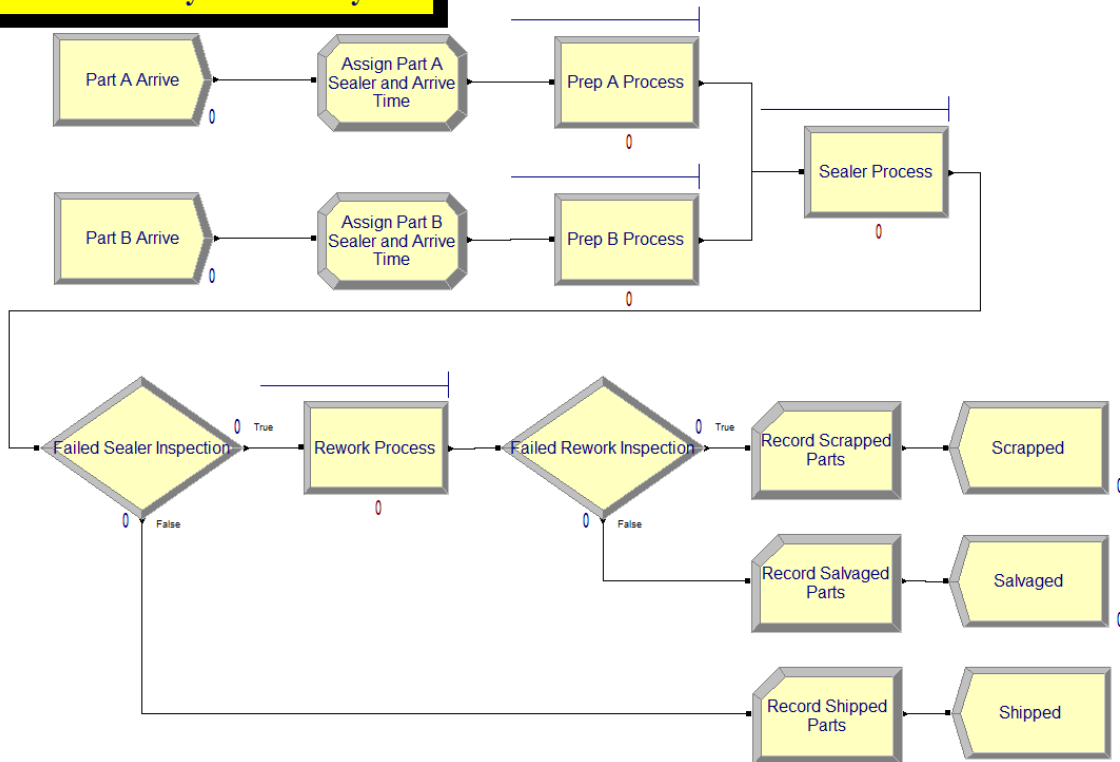 Part A Arrive
0
Assign Part A
Sealer and Arrive
Time
Prep A Process
0
Sealer Process
0
Part B Arrive
0
Assign Part B
Sealer and Arrive
Time
Prep B Process
0
Failed Sealer Inspection
0
True
0
False
Rework Process
0
Failed Rework Inspection
0
True
0
False
Record Scrapped
Parts
Scrapped
Record Salvaged
Parts
Salvaged
Record Shipped
Parts
Shipped